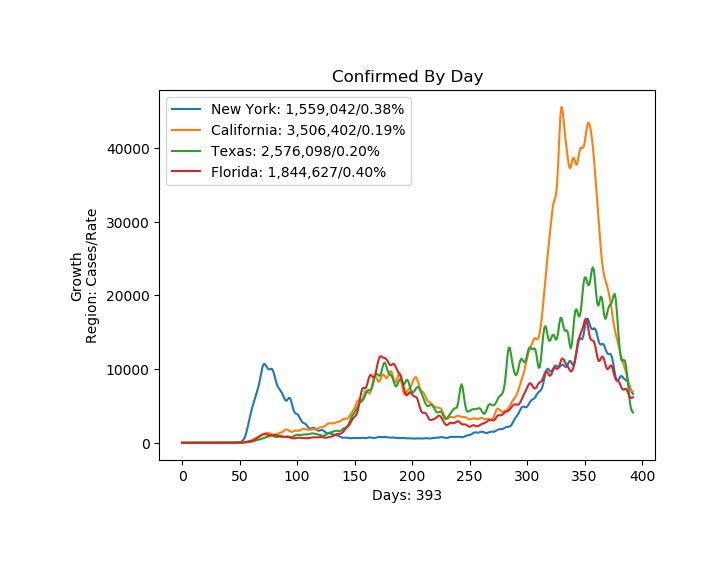 Confirmed By Day
New York: 1,559,042/0.38%
California: 3,506,402/0.19%
Texas: 2,576,098/0.20%
Florida: 1,844,627/0.40%
Growth
Region: Cases/Rate
40000
30000
20000
10000
0
0 50 100 150 200 250 300 350 400
Days: 393